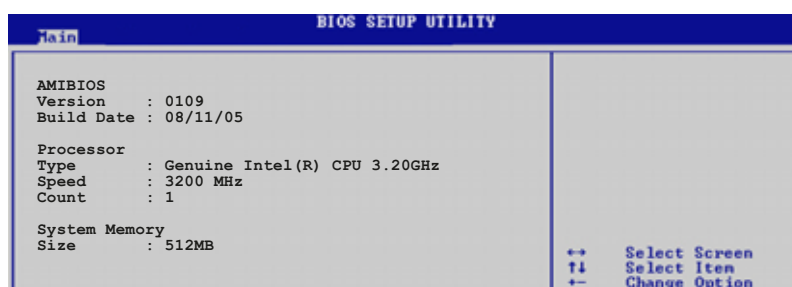 BIOS SETUP UTILITY
Main
AMIBIOS
Version : 0109
Build Date : 08/11/05
Processor
Type : Genuine Intel(R) CPU 3.20GHz
Speed : 3200 MHz
Count : 1
System Memory
Size : 512MB
↔ Select Screen
↑↓ Select Item
+- Change Option